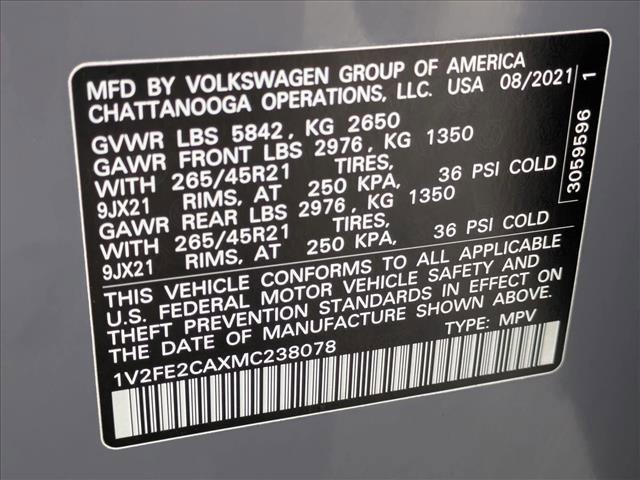 MFD BY VOLKSWAGEN GROUP OF AMERICA
CHATTANOOGA OPERATIONS, LLC. USA 08/2021
GVWR LBS 5842, KG 2650
GAWR FRONT LBS 2976, KG 1350
WITH 265/45R21 TIRES,
9JX21 RIMS, AT 250 KPA, 36 PSI COLD
GAWR REAR LBS 2976, KG 1350
WITH 265/45R21 TIRES,
9JX21 RIMS, AT 250 KPA, 36 PSI COLD
THIS VEHICLE CONFORMS TO ALL APPLICABLE
U.S. FEDERAL MOTOR VEHICLE SAFETY AND
THEFT PREVENTION STANDARDS IN EFFECT ON
THE DATE OF MANUFACTURE SHOWN ABOVE.
TYPE: MPV
1V2FE2CAXMC238078
3059596 1